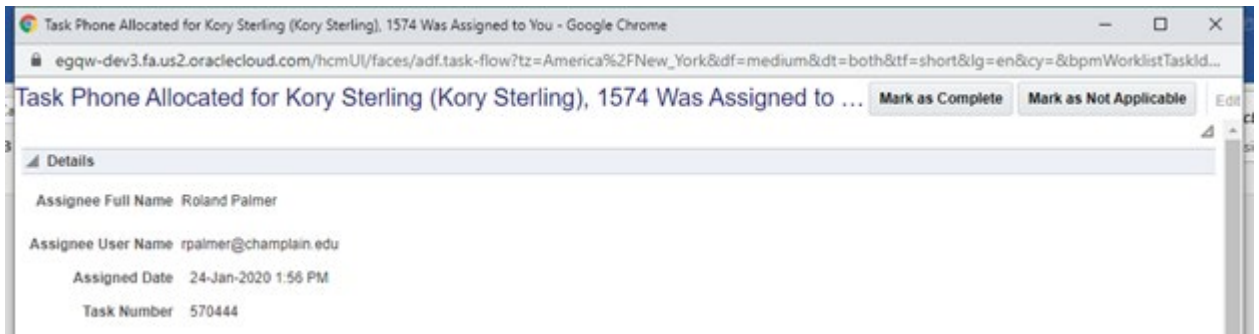 Task Phone Allocated for Kory Sterling (Kory Sterling), 1574 Was Assigned to You - Google Chrome
egqw-dev3.fa.us2.oraclecloud.com/hcmUI/faces/adf.task-flow?tz=America%2FNew_York&df=medium&dt=both&tf=short&lg=en&cy=&bpmWorklistTaskId...
Task Phone Allocated for Kory Sterling (Kory Sterling), 1574 Was Assigned to ... Mark as Complete Mark as Not Applicable Edit
Details
Assignee Full Name Roland Palmer
Assignee User Name rpalmer@champlain.edu
Assigned Date 24-Jan-2020 1:56 PM
Task Number 570444